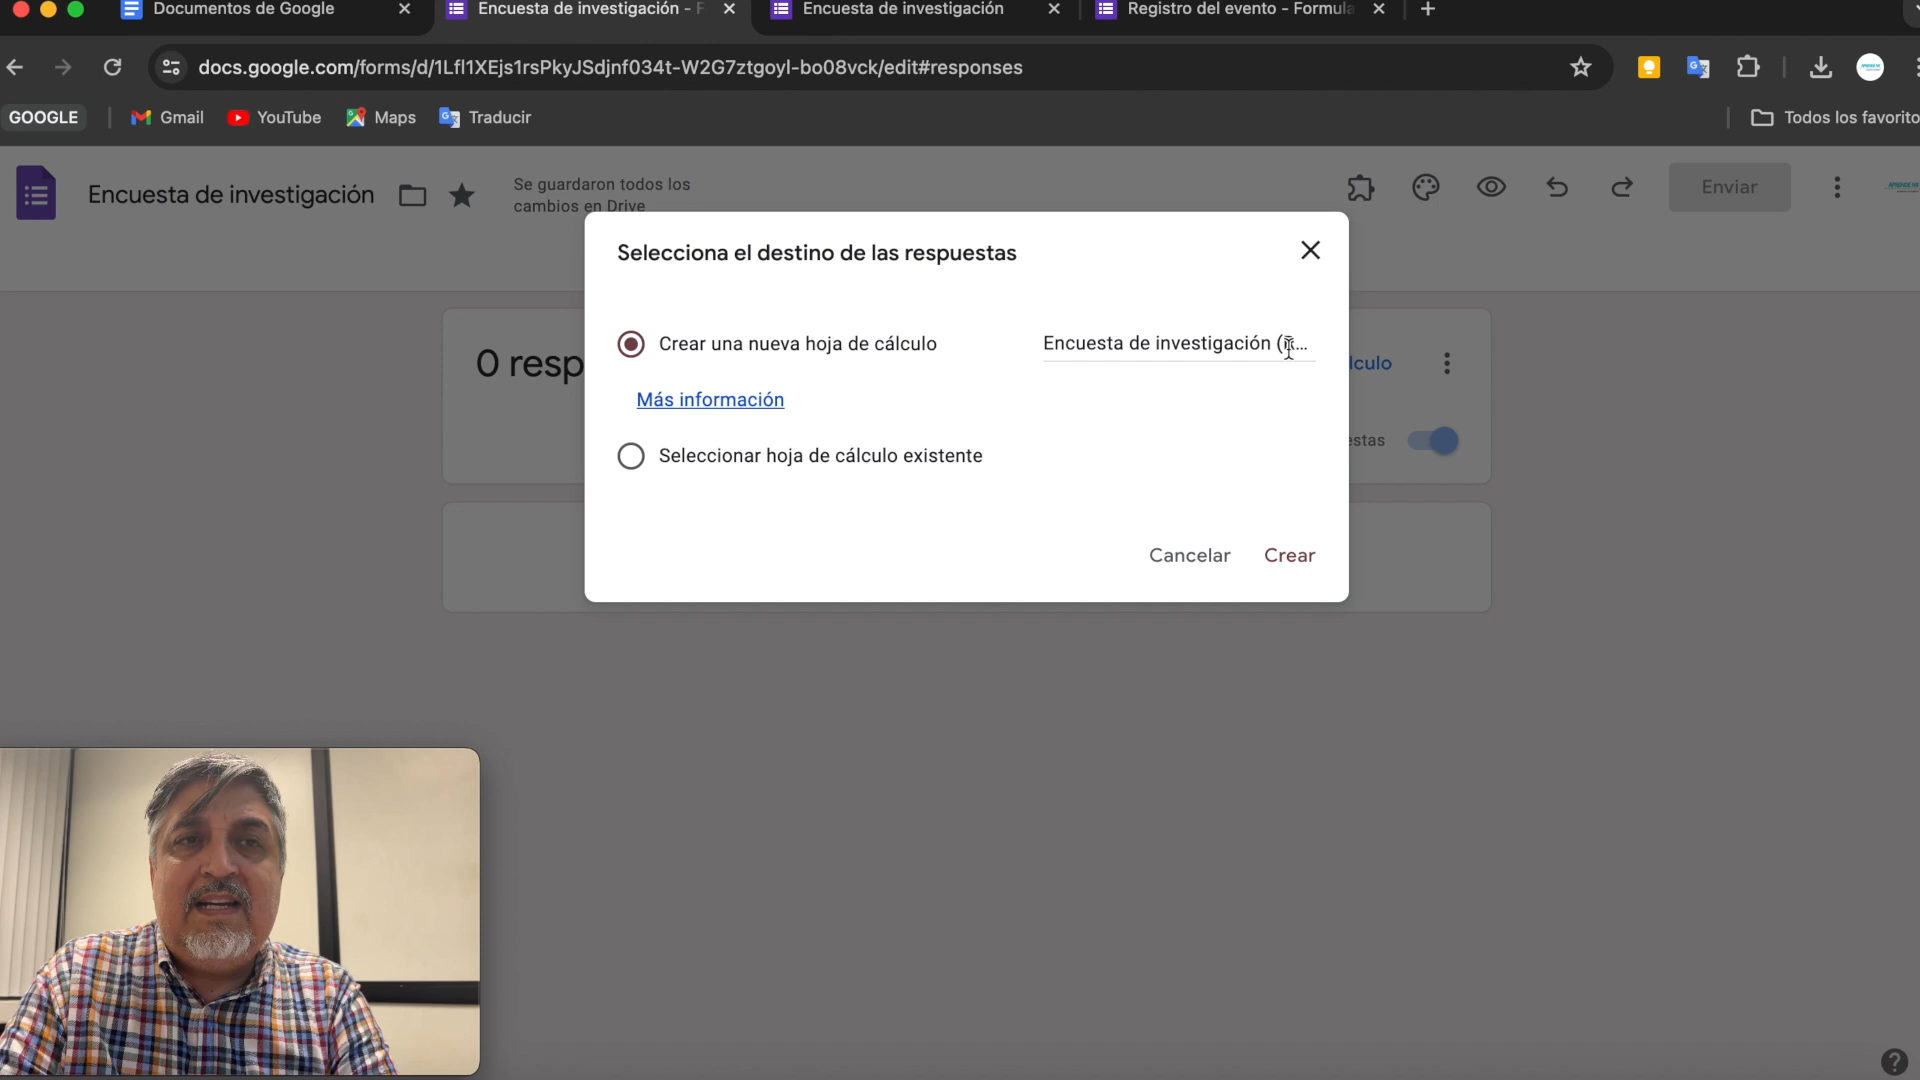 Documentos de Google
Encuesta de investigación -
Encuesta de investigación
Registro del evento - Formula
docs.google.com/forms/d/1LfI1XEjs1rsPkyJSdjnf034t-W2G7ztgoyI-bo08vck/edit#responses
GOOGLE
Gmail
YouTube
Maps
Traducir
Todos los favorito
Encuesta de investigación
Se guardaron todos los
cambios en Drive
Enviar
Selecciona el destino de las respuestas
Crear una nueva hoja de cálculo
Encuesta de investigación (...
0 resp
lculo
Más información
estas
Seleccionar hoja de cálculo existente
Cancelar
Crear